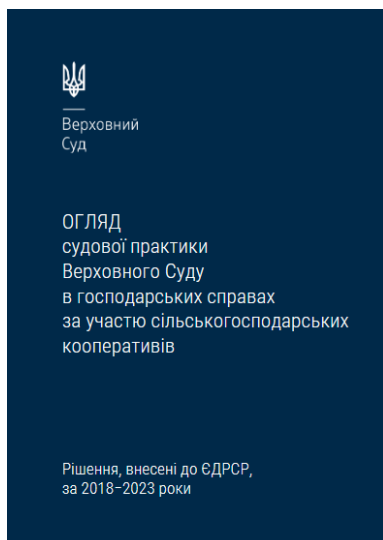 Верховний
Суд
ОГЛЯД
судової практики
Верховного Суду
в господарських справах
за участю сільськогосподарських
кооперативів
Рішення, внесені до ЄДРСР,
за 2018–2023 роки